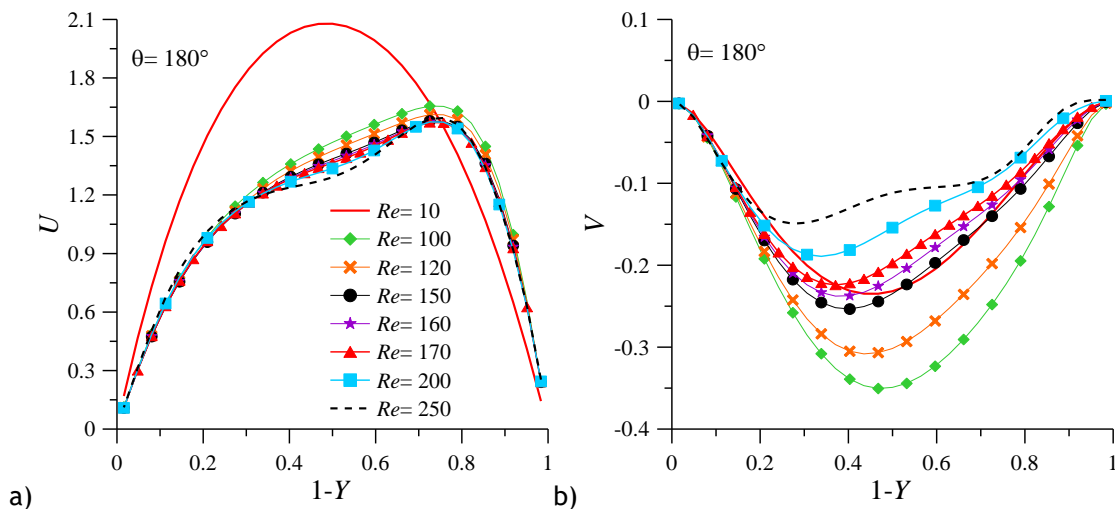 2.1
1.8
1.5
1.2
0.9
0.6
0.3
0
U
θ= 180°
Re= 10
Re= 100
Re= 120
Re= 150
Re= 160
Re= 170
Re= 200
Re= 250
0 0.2 0.4 0.6 0.8 1
1-Y
a)
0
-0.1
-0.2
-0.3
-0.4
V
θ= 180°
0 0.2 0.4 0.6 0.8 1
1-Y
b)